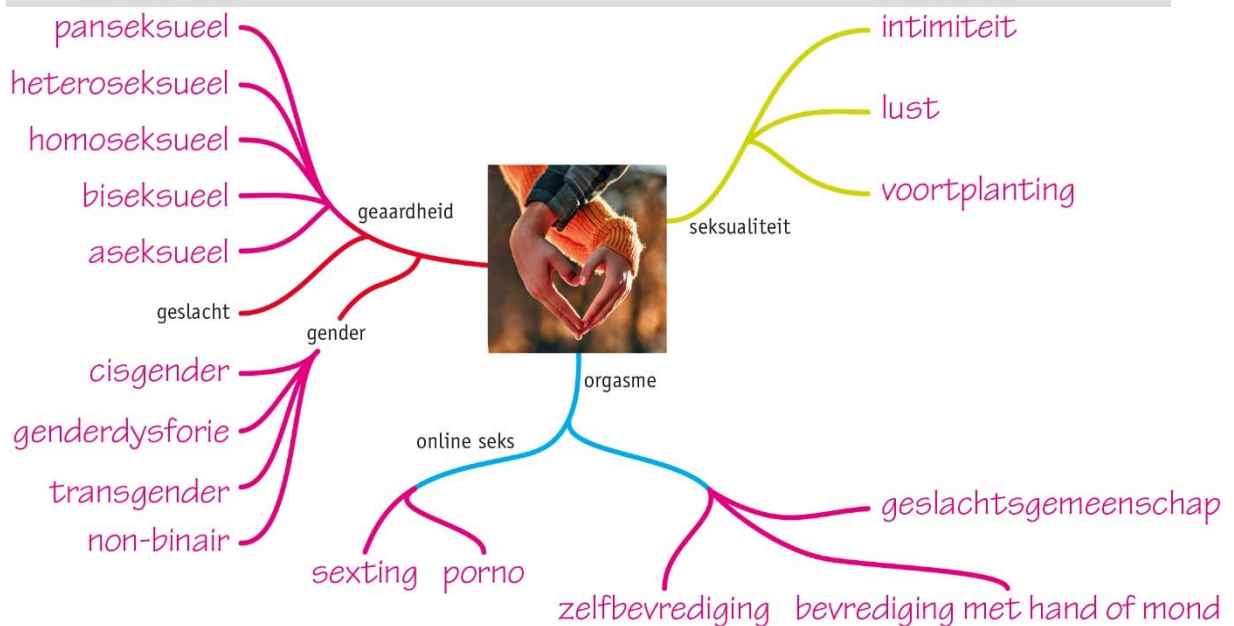 panseksueel
heteroseksueel
homoseksueel
biseksueel
aseksueel
geaardheid
geslacht
gender
cisgender
genderdysforie
transgender
non-binair
intimiteit
lust
voortplanting
seksualiteit
orgasme
online seks
sexting
porno
geslachtsgemeenschap
zelfbevrediging
bevrediging met hand of mond